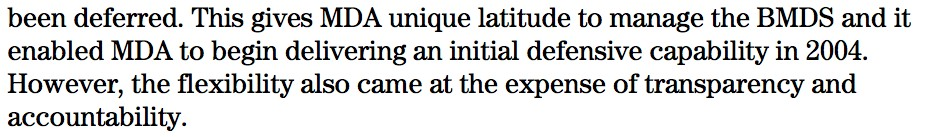 been deferred. This gives MDA unique latitude to manage the BMDS and it
enabled MDA to begin delivering an initial defensive capability in 2004.
However, the flexibility also came at the expense of transparency and
accountability.